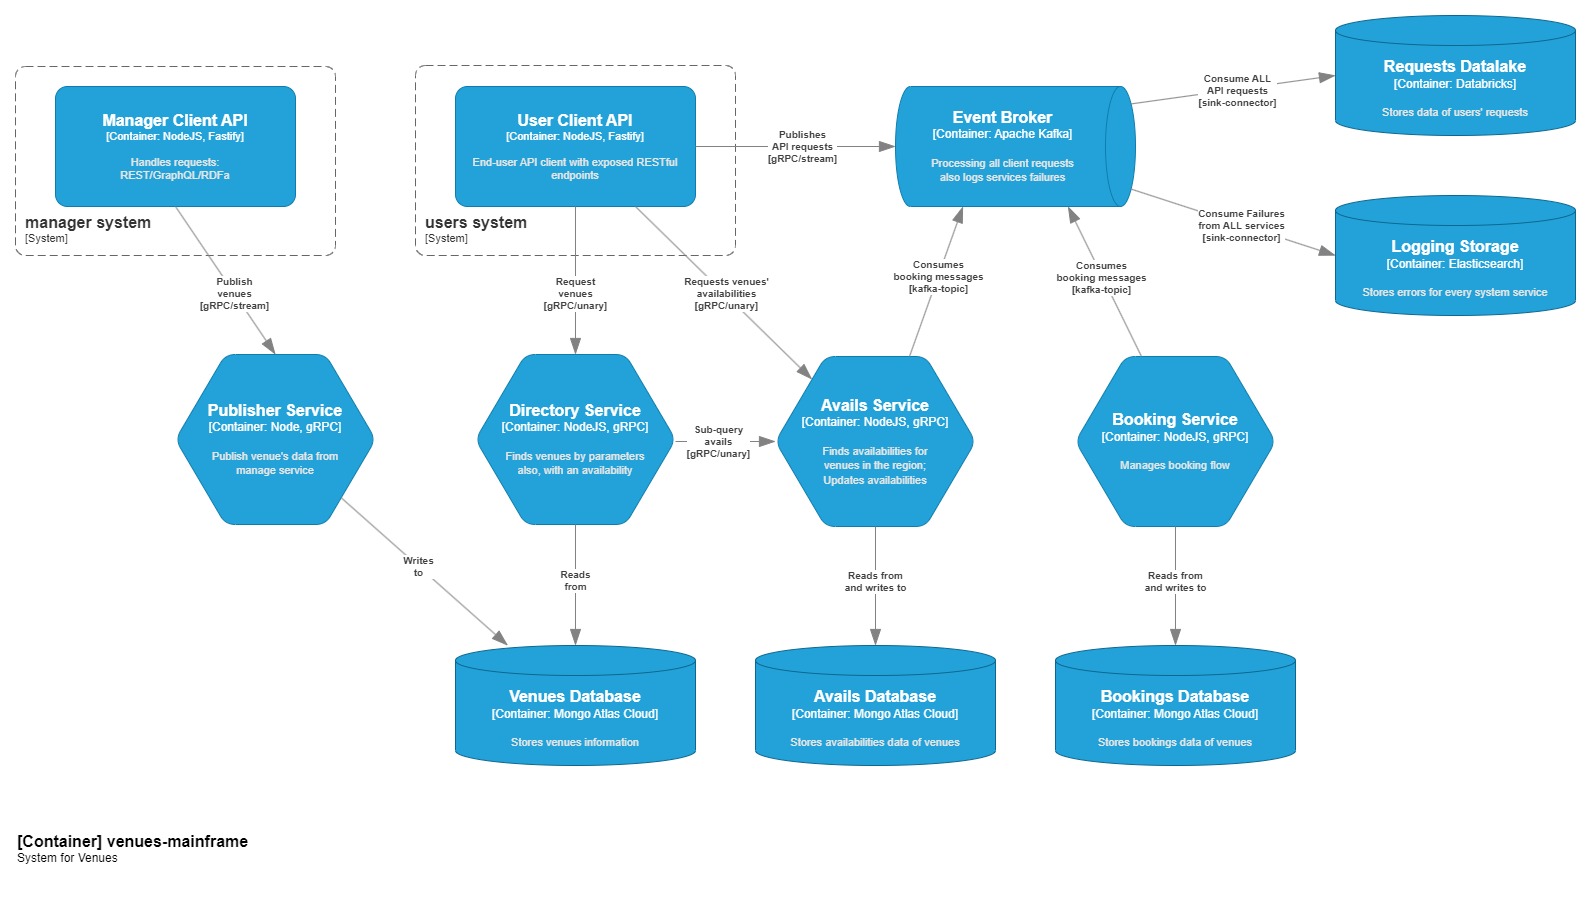 Manager Client API
[Container: NodeJS, Fastify]
Handles requests:
REST/GraphQL/RDFa
manager system
[System]
User Client API
[Container: NodeJS, Fastify]
End-user API client with exposed RESTful
endpoints
users system
[System]
Publishes
API requests
[gRPC/stream]
Event Broker
[Container: Apache Kafka]
Processing all client requests
also logs services failures
Consume ALL
API requests
[sink-connector]
Requests Datalake
[Container: Databricks]
Stores data of users' requests
Consume Failures
from ALL services
[sink-connector]
Logging Storage
[Container: Elasticsearch]
Stores errors for every system service
Publish
venues
[gRPC/stream]
Request
venues
[gRPC/unary]
Requests venues'
availabilities
[gRPC/unary]
Consumes
booking messages
[kafka-topic]
Consumes
booking messages
[kafka-topic]
Publisher Service
[Container: Node, gRPC]
Publish venue's data from
manage service
Directory Service
[Container: NodeJS, gRPC]
Finds venues by parameters
also, with an availability
Sub-query
avails
[gRPC/unary]
Avails Service
[Container: NodeJS, gRPC]
Finds availabilities for
venues in the region;
Updates availabilities
Booking Service
[Container: NodeJS, gRPC]
Manages booking flow
Writes
to
Reads
from
Reads from
and writes to
Reads from
and writes to
Venues Database
[Container: Mongo Atlas Cloud]
Stores venues information
Avails Database
[Container: Mongo Atlas Cloud]
Stores availabilities data of venues
Bookings Database
[Container: Mongo Atlas Cloud]
Stores bookings data of venues
[Container] venues-mainframe
System for Venues